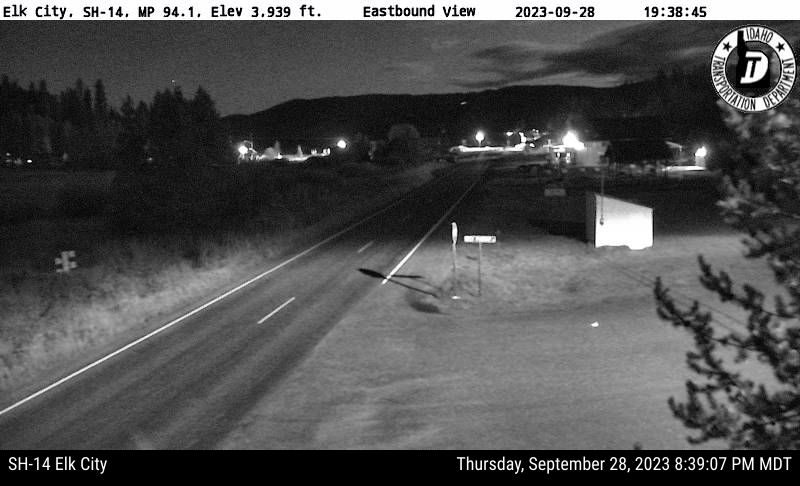 Elk City, SH-14, MP 94.1, Elev 3,939 ft. Eastbound View 2023-09-28 19:38:45
IDAHO
TRANSPORTATION DEPARTMENT
SH-14 Elk City Thursday, September 28, 2023 8:39:07 PM MDT